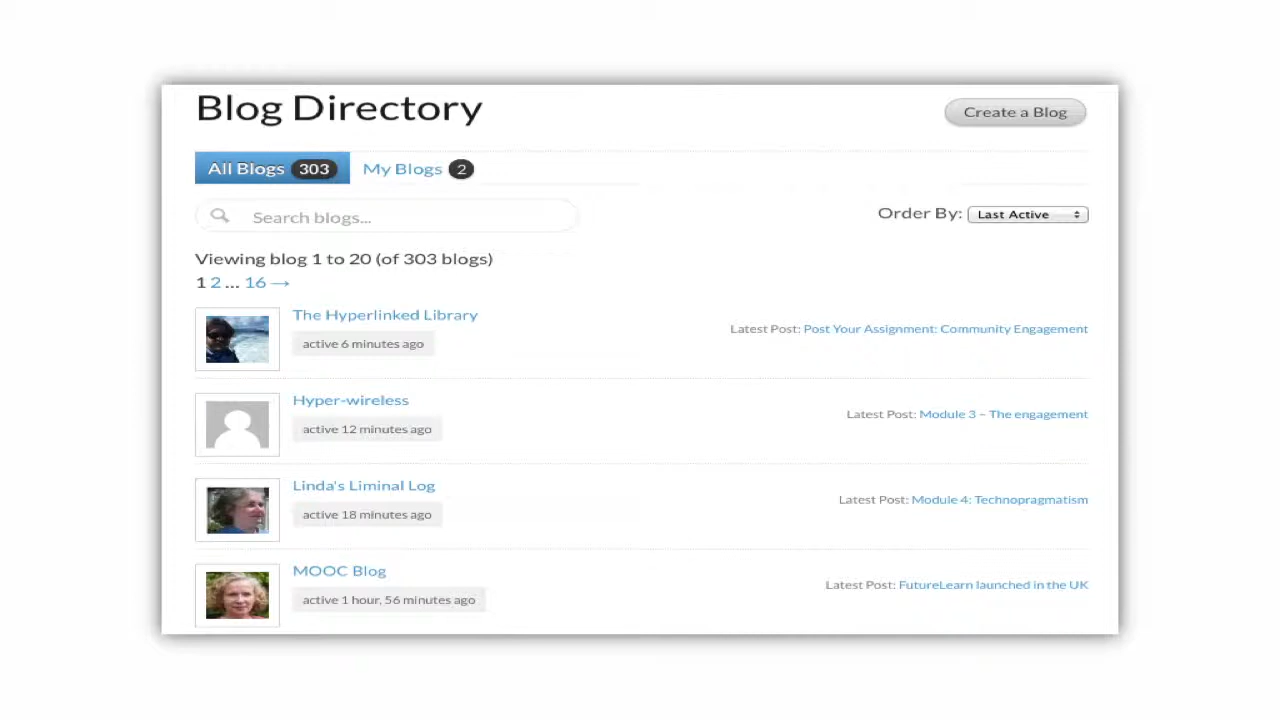 Blog Directory
Create a Blog
All Blogs 303 My Blogs 2
Search blogs...
Order By: Last Active
Viewing blog 1 to 20 (of 303 blogs)
1 2 ... 16 →
The Hyperlinked Library
active 6 minutes ago
Latest Post: Post Your Assignment: Community Engagement
Hyper-wireless
active 12 minutes ago
Latest Post: Module 3 – The engagement
Linda's Liminal Log
active 18 minutes ago
Latest Post: Module 4: Technopragmatism
MOOC Blog
active 1 hour, 56 minutes ago
Latest Post: FutureLearn launched in the UK